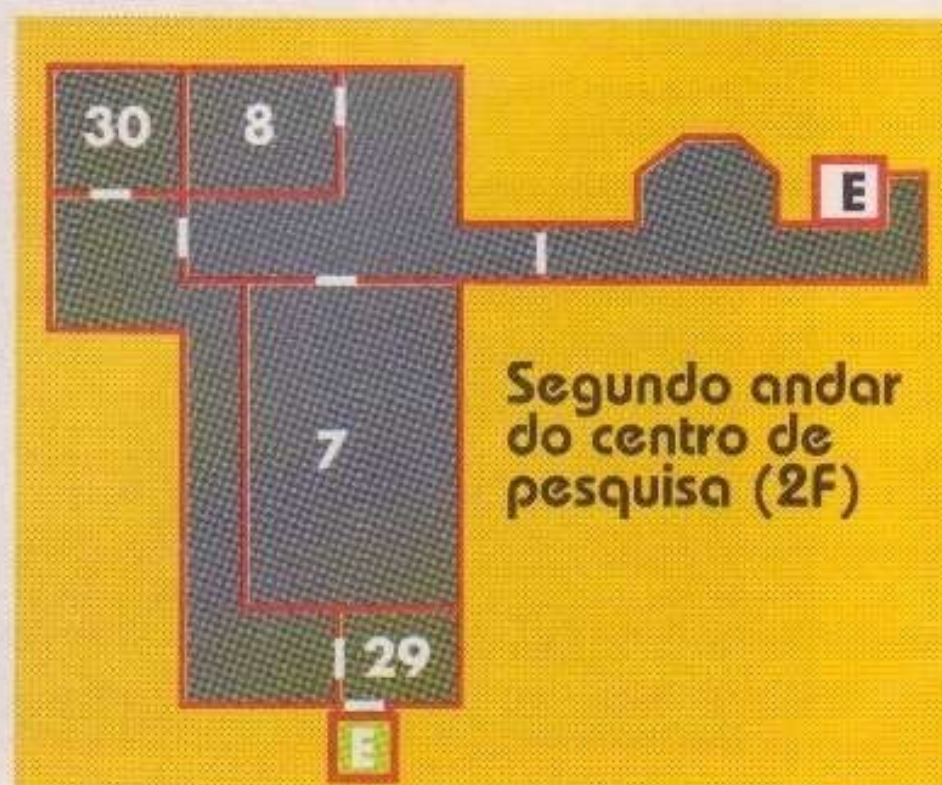 30
8
E
7
Segundo andar
do centro de
pesquisa (2F)
29
E